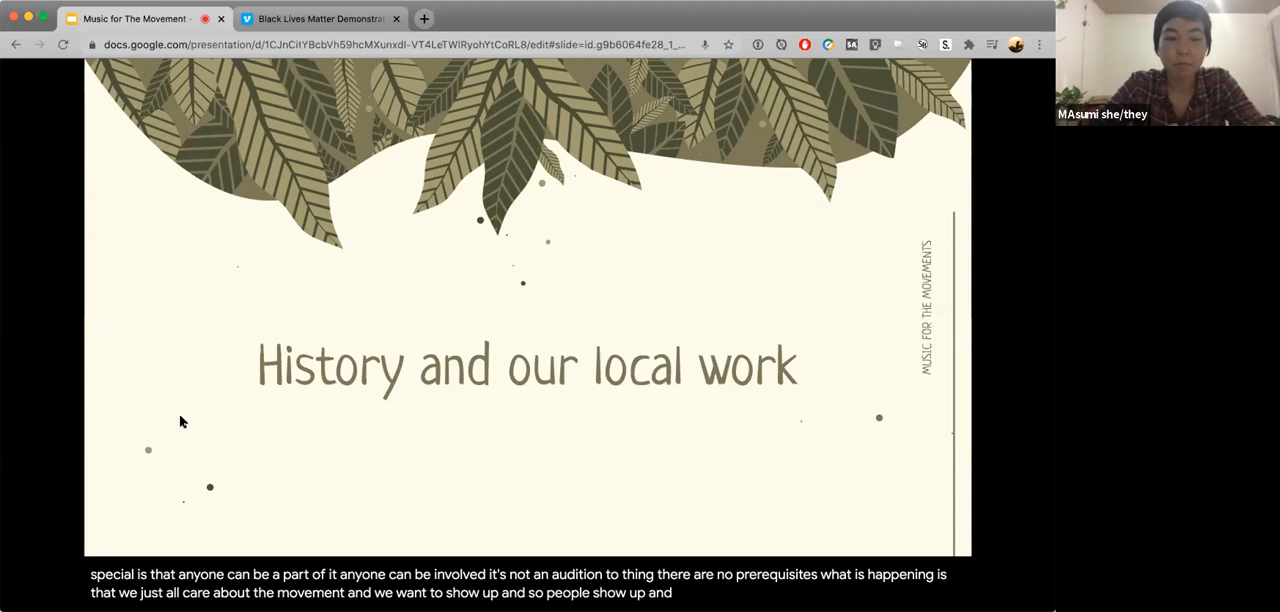 Music for The Movement -
Black Lives Matter Demonstrat
docs.google.com/presentation/d/1CJnCitYBcbVh59hcMXunxdI-VT4LeTWlRyohYtCoRL8/edit#slide=id.g9b6064fe28_1_...
MAsumi she/they
MUSIC FOR THE MOVEMENTS
History and our local work
special is that anyone can be a part of it anyone can be involved it's not an audition to thing there are no prerequisites what is happening is
that we just all care about the movement and we want to show up and so people show up and